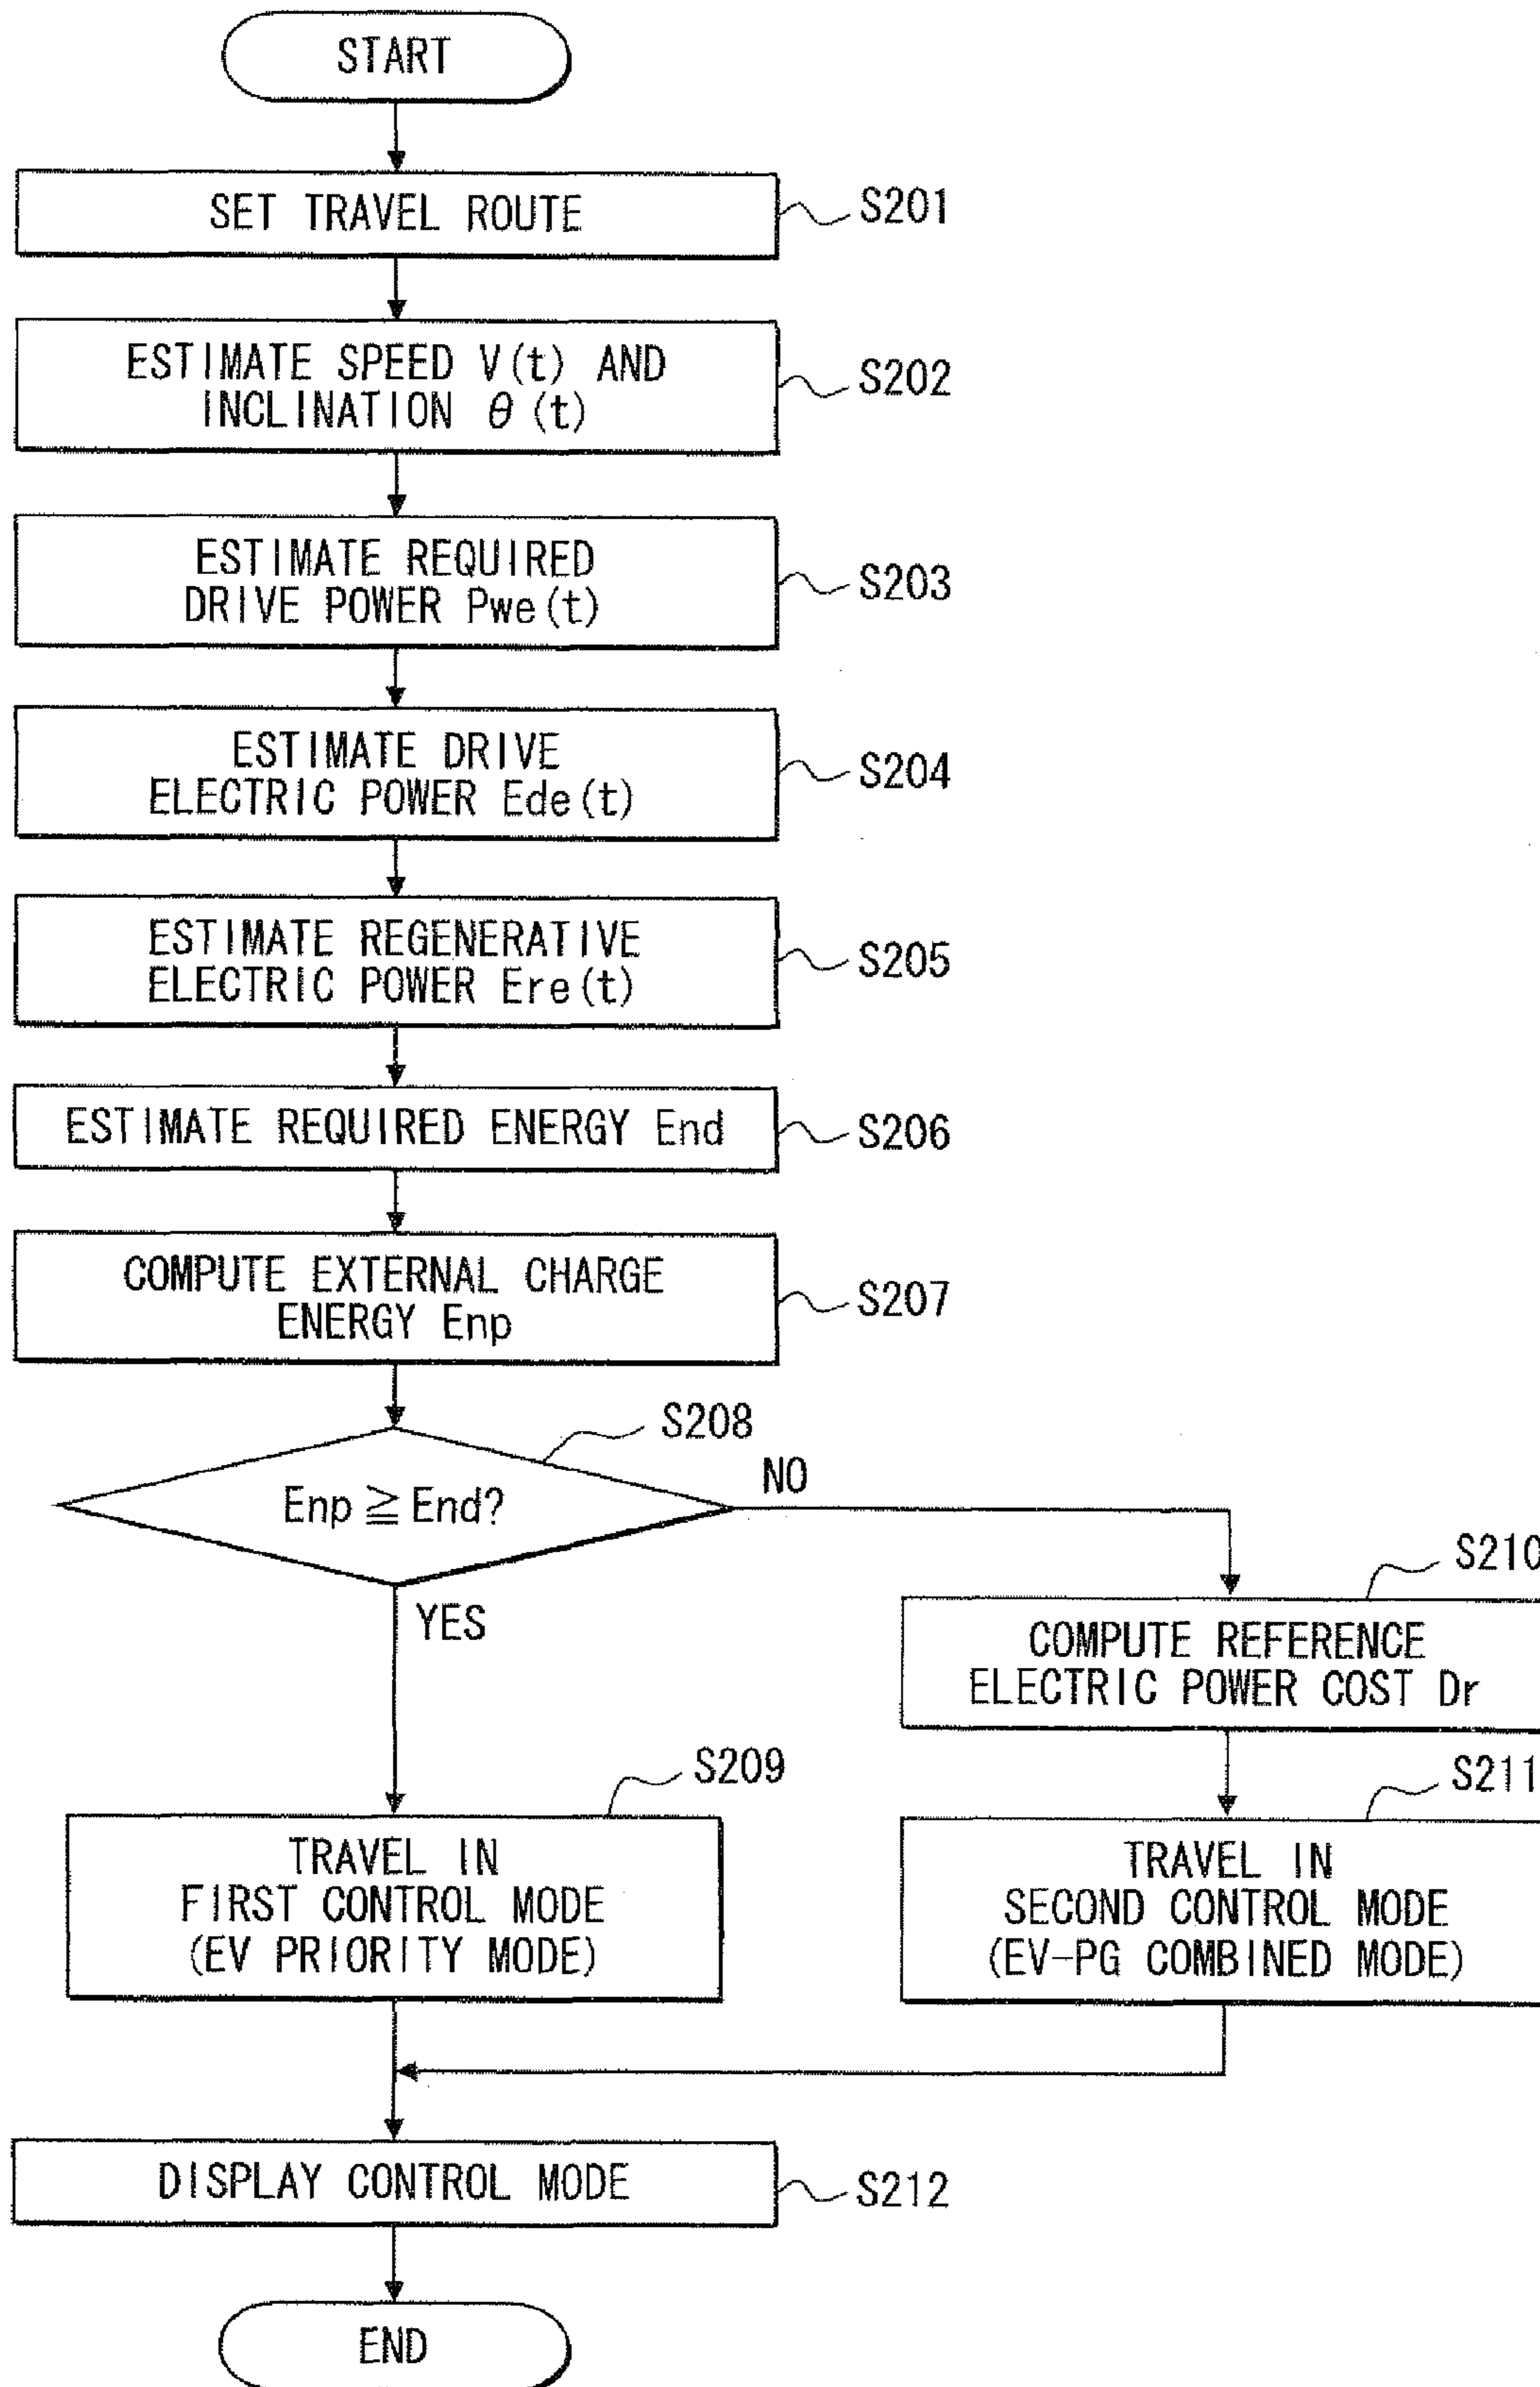 START
SET TRAVEL ROUTE
S201
ESTIMATE SPEED V(t) AND
INCLINATION θ(t)
S202
ESTIMATE REQUIRED
DRIVE POWER Pwe(t)
S203
ESTIMATE DRIVE
ELECTRIC POWER Ede(t)
S204
ESTIMATE REGENERATIVE
ELECTRIC POWER Ere(t)
S205
ESTIMATE REQUIRED ENERGY End
S206
COMPUTE EXTERNAL CHARGE
ENERGY Enp
S207
S208
Enp ≧ End?
NO
YES
S210
COMPUTE REFERENCE
ELECTRIC POWER COST Dr
S209
TRAVEL IN
FIRST CONTROL MODE
(EV PRIORITY MODE)
S211
TRAVEL IN
SECOND CONTROL MODE
(EV-PG COMBINED MODE)
DISPLAY CONTROL MODE
S212
END